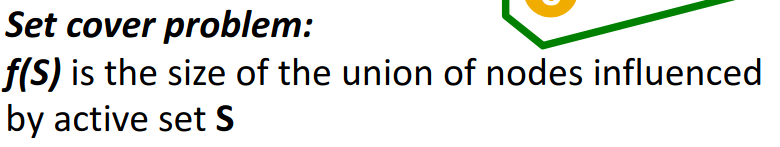 Set cover problem:
f(S) is the size of the union of nodes influenced
by active set S